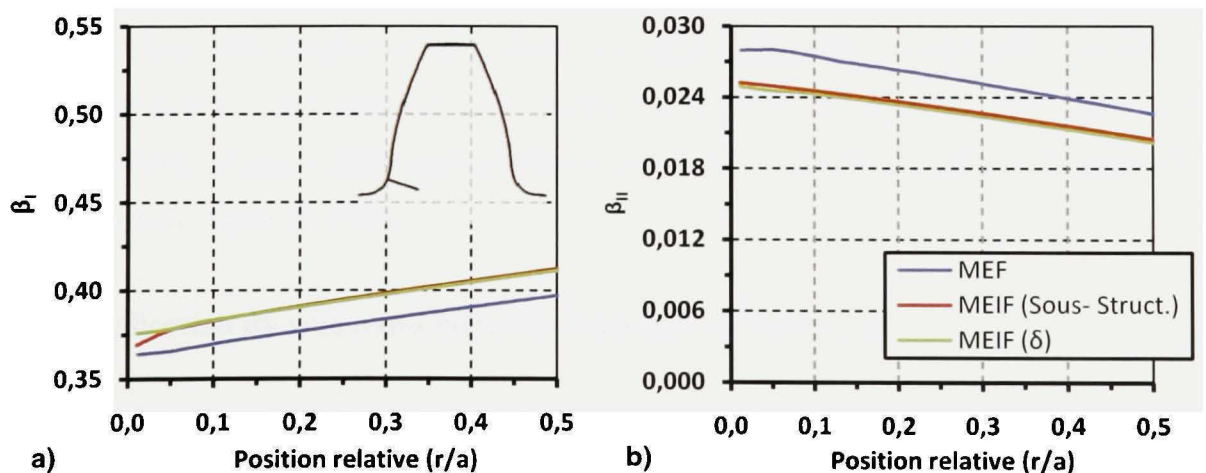 0,55
0,50
0,45
0,40
0,35
βI
0,0 0,1 0,2 0,3 0,4 0,5
a) Position relative (r/a)
0,030
0,024
0,018
0,012
0,006
0,000
βII
MEF
MEIF (Sous- Struct.)
MEIF (δ)
0,0 0,1 0,2 0,3 0,4 0,5
b) Position relative (r/a)